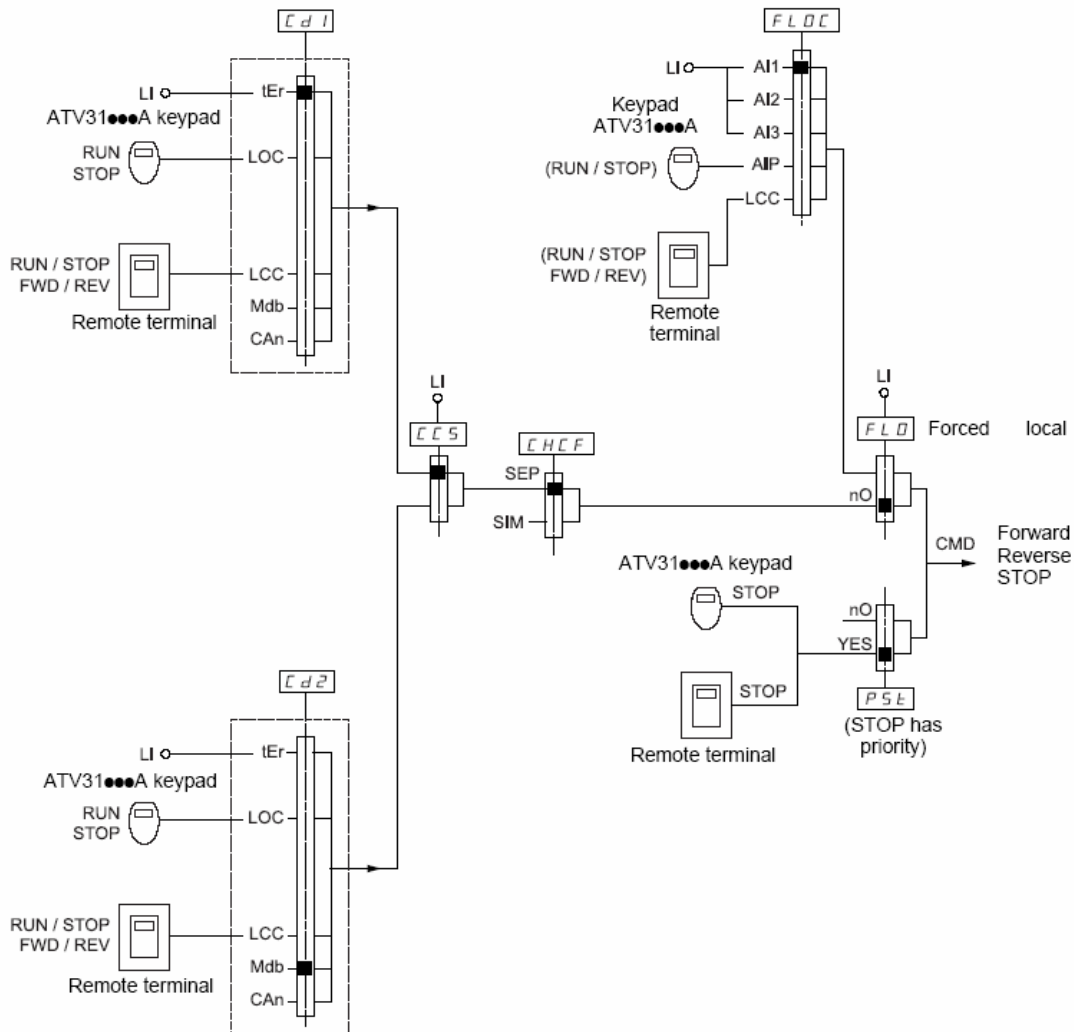 Cd1
LI
tEr
ATV31●●●A keypad
RUN
STOP
LOC
RUN / STOP
FWD / REV
LCC
Remote terminal
Mdb
CAn
FLOC
LI
AI1
AI2
Keypad
ATV31●●●A
AI3
(RUN / STOP)
AIP
LCC
(RUN / STOP
FWD / REV)
Remote
terminal
LI
CCS
CHCF
SEP
SIM
LI
FLO
Forced local
nO
CMD
Forward
Reverse
STOP
ATV31●●●A keypad
STOP
nO
YES
STOP
PSt
Remote terminal
(STOP has
priority)
Cd2
LI
tEr
ATV31●●●A keypad
RUN
STOP
LOC
RUN / STOP
FWD / REV
LCC
Mdb
Remote terminal
CAn